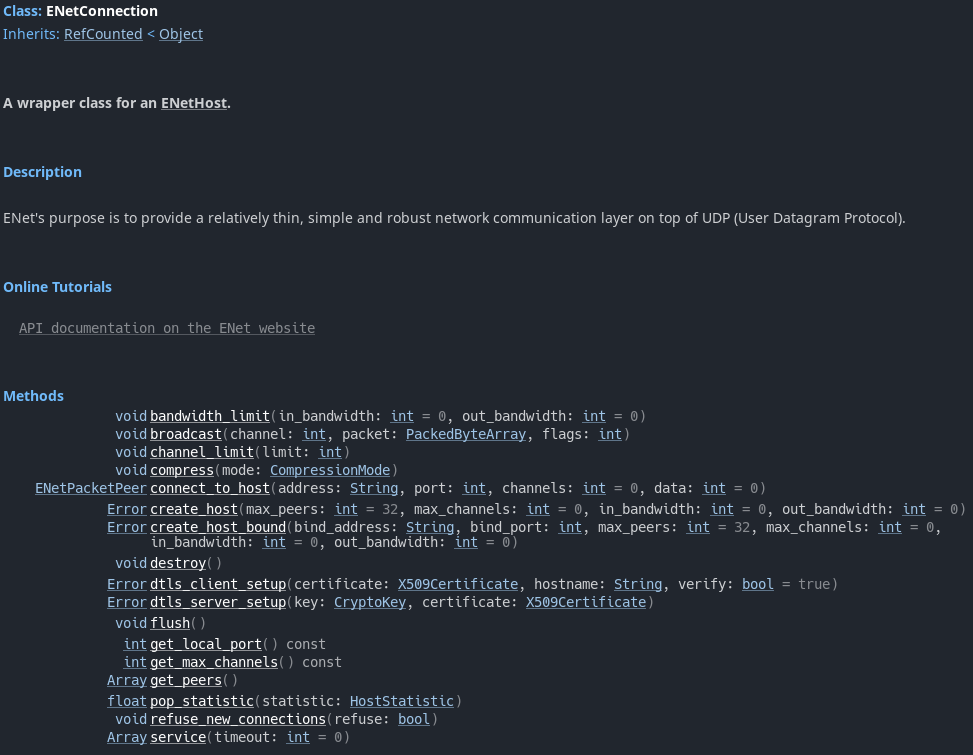 Class: ENetConnection
Inherits: RefCounted < Object
A wrapper class for an ENetHost.
Description
ENet's purpose is to provide a relatively thin, simple and robust network communication layer on top of UDP (User Datagram Protocol).
Online Tutorials
API documentation on the ENet website
Methods
void bandwidth_limit(in_bandwidth: int = 0, out_bandwidth: int = 0)
void broadcast(channel: int, packet: PackedByteArray, flags: int)
void channel_limit(limit: int)
void compress(mode: CompressionMode)
ENetPacketPeer connect_to_host(address: String, port: int, channels: int = 0, data: int = 0)
Error create_host(max_peers: int = 32, max_channels: int = 0, in_bandwidth: int = 0, out_bandwidth: int = 0)
Error create_host_bound(bind_address: String, bind_port: int, max_peers: int = 32, max_channels: int = 0,
in_bandwidth: int = 0, out_bandwidth: int = 0)
void destroy()
Error dtls_client_setup(certificate: X509Certificate, hostname: String, verify: bool = true)
Error dtls_server_setup(key: CryptoKey, certificate: X509Certificate)
void flush()
int get_local_port() const
int get_max_channels() const
Array get_peers()
float pop_statistic(statistic: HostStatistic)
void refuse_new_connections(refuse: bool)
Array service(timeout: int = 0)